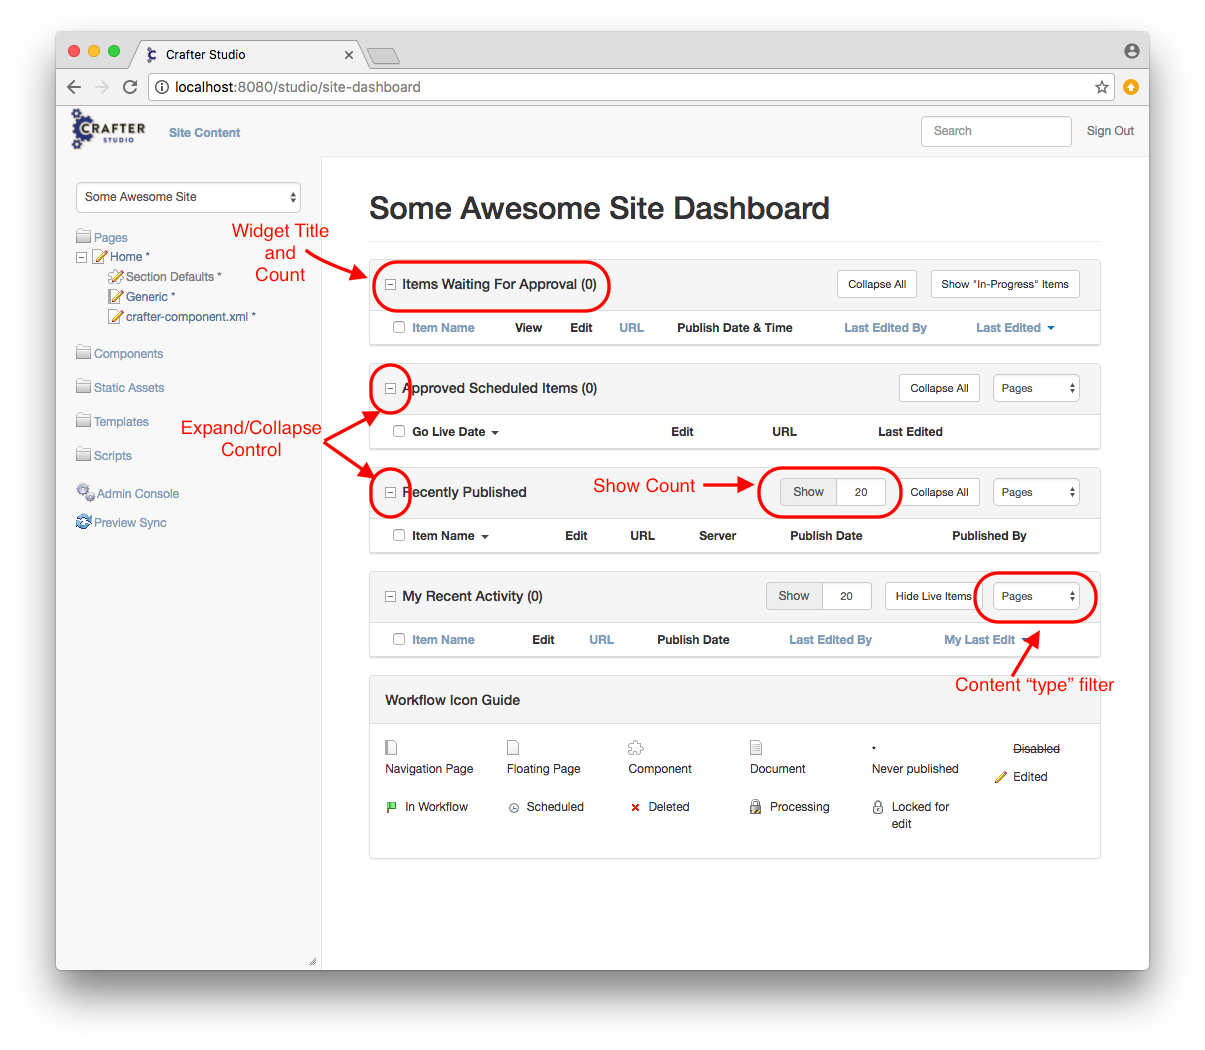 Crafter Studio
localhost:8080/studio/site-dashboard
CRAFTER
STUDIO
Site Content
Search
Sign Out
Some Awesome Site
Pages
Home *
Section Defaults *
Generic *
crafter-component.xml *
Components
Static Assets
Templates
Scripts
Admin Console
Preview Sync
Some Awesome Site Dashboard
Widget Title
and
Count
Items Waiting For Approval (0) Collapse All Show "In-Progress" Items
Item Name View Edit URL Publish Date & Time Last Edited By Last Edited
Approved Scheduled Items (0) Collapse All Pages
Expand/Collapse
Control
Go Live Date Edit URL Last Edited
Recently Published Show Count Show 20 Collapse All Pages
Item Name Edit URL Server Publish Date Published By
My Recent Activity (0) Show 20 Hide Live Items Pages
Item Name Edit URL Publish Date Last Edited By My Last Edit
Content “type” filter
Workflow Icon Guide
Navigation Page Floating Page Component Document * Never published Disabled
Edited
In Workflow Scheduled Deleted Processing Locked for
edit